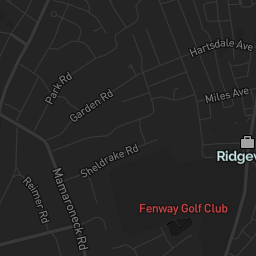 Hartsdale Ave
Park Rd
Garden Rd
Miles Ave
Sheldrake Rd
Ridgev
Reimer Rd
Mamaroneck Rd
Fenway Golf Club